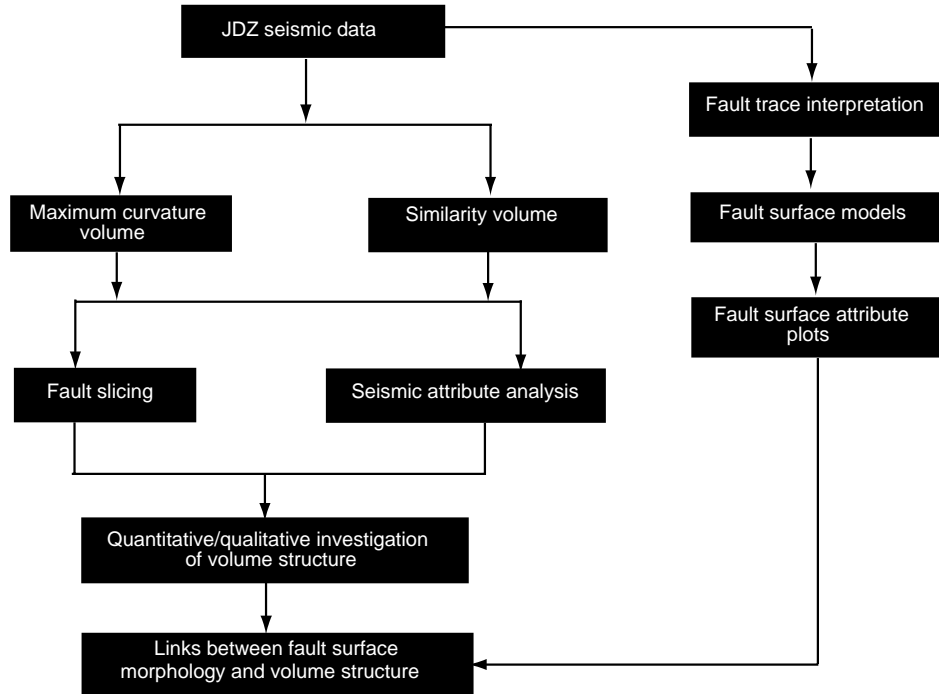 JDZ seismic data
Fault trace interpretation
Maximum curvature
volume
Similarity volume
Fault surface models
Fault surface attribute
plots
Fault slicing
Seismic attribute analysis
Quantitative/qualitative investigation
of volume structure
Links between fault surface
morphology and volume structure